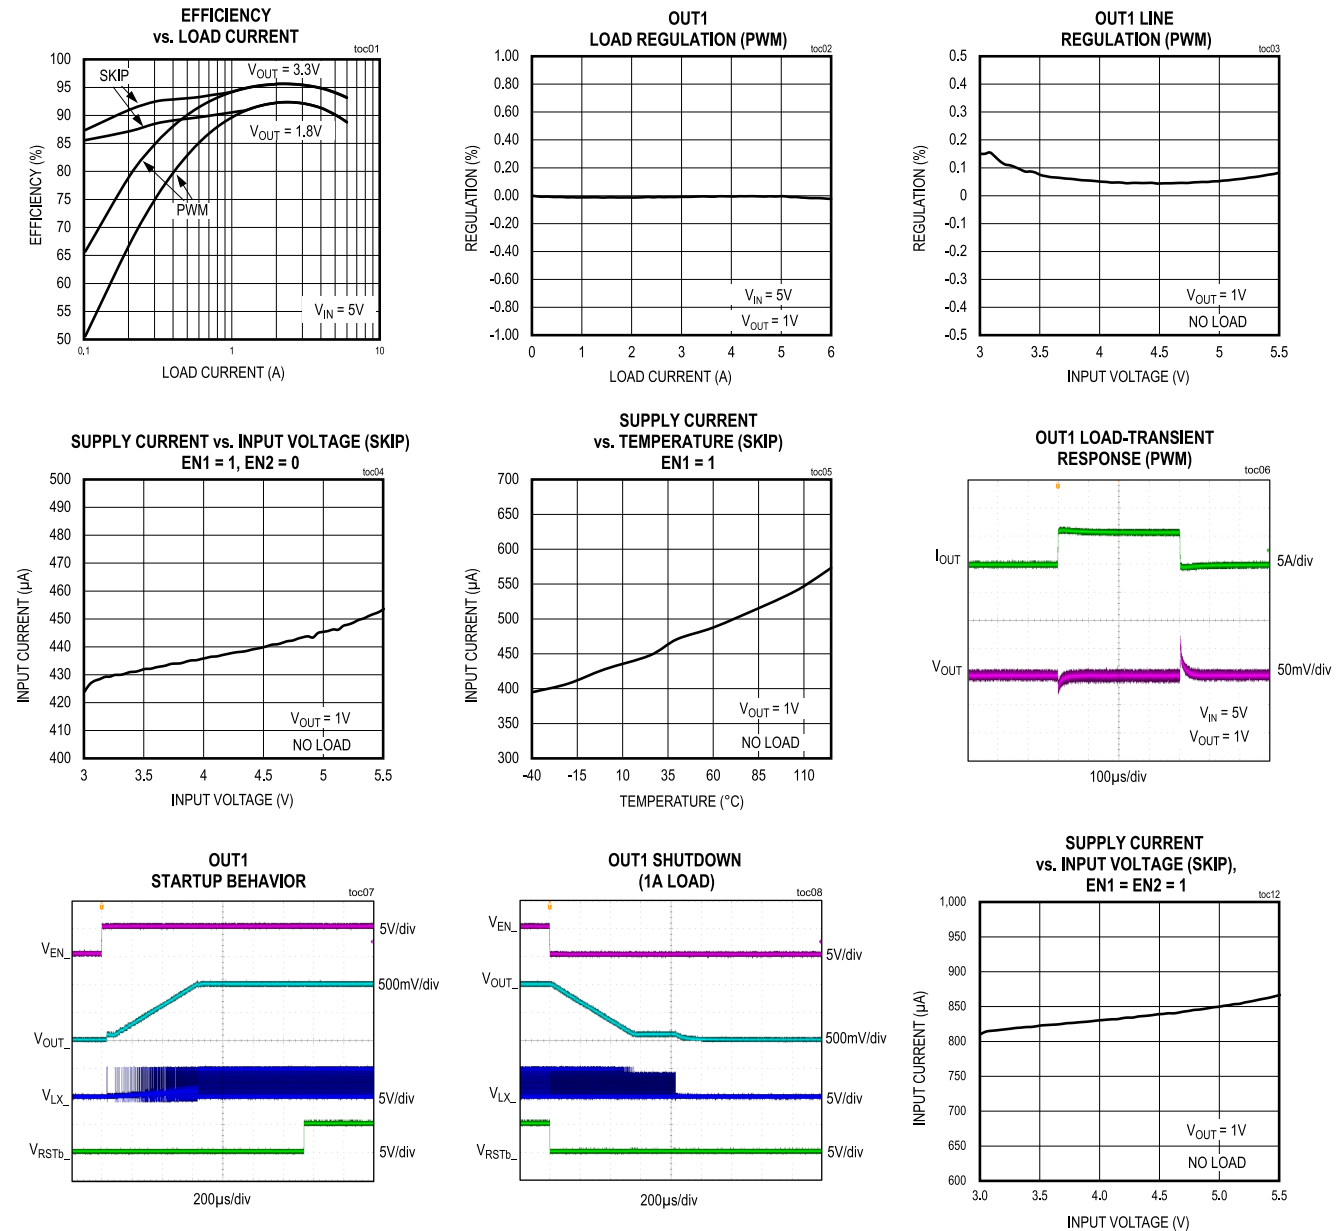 EFFICIENCY
vs. LOAD CURRENT
toc01
100
95
90
85
80
75
70
65
60
55
50
EFFICIENCY (%)
SKIP
VOUT = 3.3V
VOUT = 1.8V
PWM
VIN = 5V
0.1
1
10
LOAD CURRENT (A)
OUT1
LOAD REGULATION (PWM)
toc02
1.00
0.80
0.60
0.40
0.20
0.00
-0.20
-0.40
-0.60
-0.80
-1.00
REGULATION (%)
VIN = 5V
VOUT = 1V
0 1 2 3 4 5 6
LOAD CURRENT (A)
OUT1 LINE
REGULATION (PWM)
toc03
0.5
0.4
0.3
0.2
0.1
0
-0.1
-0.2
-0.3
-0.4
-0.5
REGULATION (%)
VOUT = 1V
NO LOAD
3 3.5 4 4.5 5 5.5
INPUT VOLTAGE (V)
SUPPLY CURRENT vs. INPUT VOLTAGE (SKIP)
EN1 = 1, EN2 = 0
toc04
500
490
480
470
460
450
440
430
420
410
400
INPUT CURRENT (µA)
VOUT = 1V
NO LOAD
3 3.5 4 4.5 5 5.5
INPUT VOLTAGE (V)
SUPPLY CURRENT
vs. TEMPERATURE (SKIP)
EN1 = 1
toc05
700
650
600
550
500
450
400
350
300
INPUT CURRENT (µA)
VOUT = 1V
NO LOAD
-40 -15 10 35 60 85 110
TEMPERATURE (°C)
OUT1 LOAD-TRANSIENT
RESPONSE (PWM)
toc06
IOUT
5A/div
VOUT
50mV/div
VIN = 5V
VOUT = 1V
100µs/div
OUT1
STARTUP BEHAVIOR
toc07
VEN_
5V/div
500mV/div
VOUT_
VLX_
5V/div
VRSTb_
5V/div
200µs/div
OUT1 SHUTDOWN
(1A LOAD)
toc08
VEN_
5V/div
VOUT_
500mV/div
VLX_
5V/div
VRSTb_
5V/div
200µs/div
SUPPLY CURRENT
vs. INPUT VOLTAGE (SKIP),
EN1 = EN2 = 1
toc12
1,000
950
900
850
800
750
700
650
600
INPUT CURRENT (µA)
VOUT = 1V
NO LOAD
3.0 3.5 4.0 4.5 5.0 5.5
INPUT VOLTAGE (V)